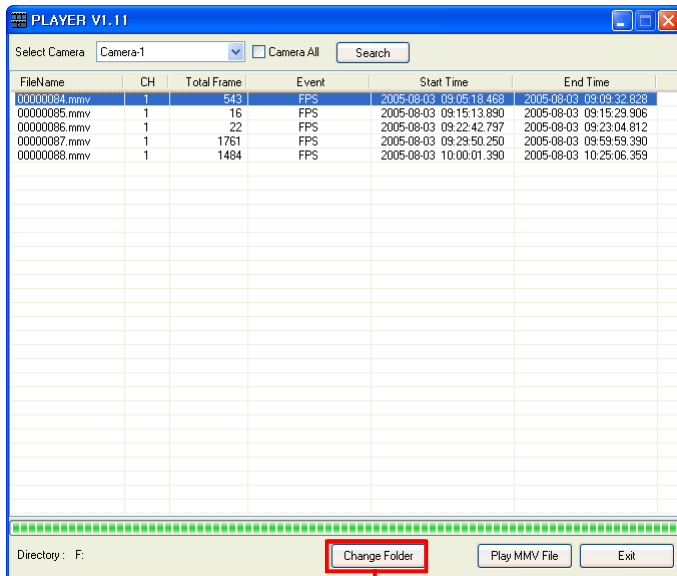 PLAYER V1.11
Select Camera Camera-1 Camera All Search
FileName CH Total Frame Event Start Time End Time
00000084.mmv 1 543 FPS 2005-08-03 09:05:18.468 2005-08-03 09:09:32.828
00000085.mmv 1 16 FPS 2005-08-03 09:15:13.890 2005-08-03 09:15:29.906
00000086.mmv 1 22 FPS 2005-08-03 09:22:42.797 2005-08-03 09:23:04.812
00000087.mmv 1 1761 FPS 2005-08-03 09:29:50.250 2005-08-03 09:59:59.390
00000088.mmv 1 1484 FPS 2005-08-03 10:00:01.390 2005-08-03 10:25:06.359
Directory : F: Change Folder Play MMV File Exit